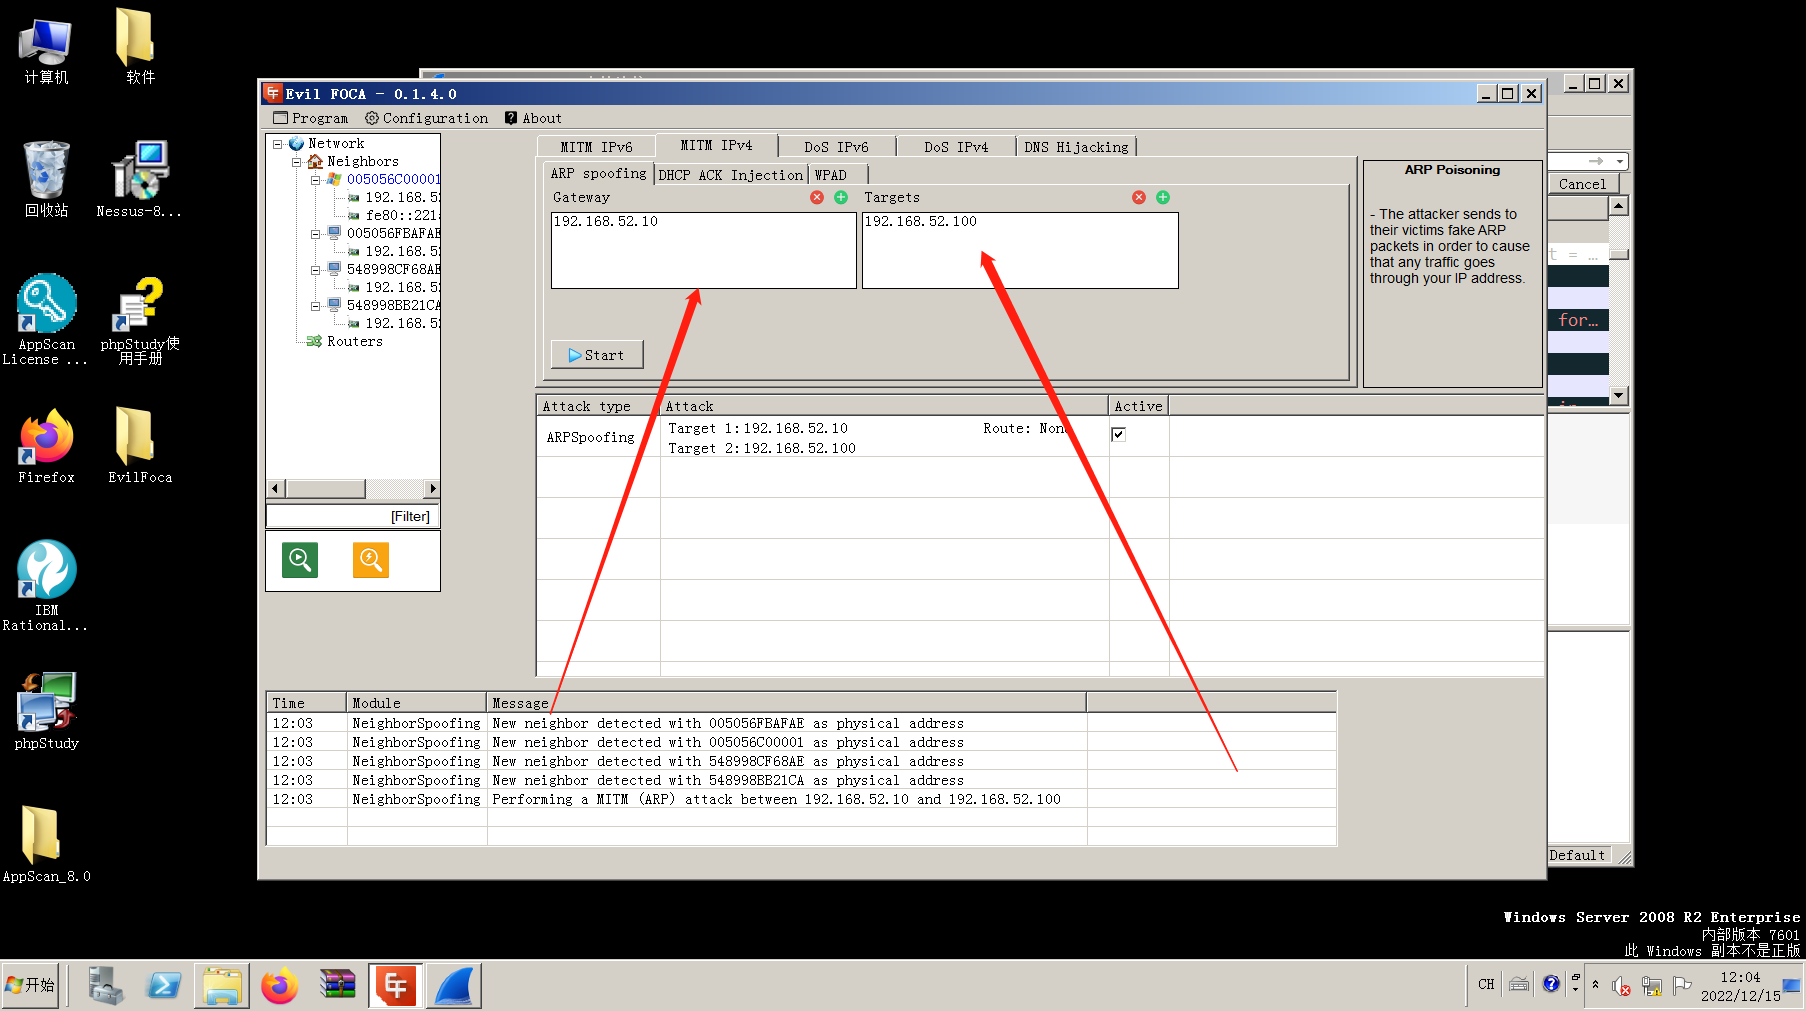 计算机
软件
回收站
Nessus-8...
AppScan
License ...
phpStudy使
用手册
Firefox
EvilFoca
IBM
Rational...
phpStudy
AppScan_8.0
Evil FOCA - 0.1.4.0
Program
Configuration
About
Network
Neighbors
005056C00001
192.168.5
fe80::221
005056FBAFAE
192.168.5
548998CF68AE
192.168.5
548998BB21CA
192.168.5
Routers
[Filter]
MITM IPv6
MITM IPv4
DoS IPv6
DoS IPv4
DNS Hijacking
ARP spoofing
DHCP ACK Injection
WPAD
Gateway
Targets
192.168.52.10
192.168.52.100
Start
ARP Poisoning
- The attacker sends to
their victims fake ARP
packets in order to cause
that any traffic goes
through your IP address.
Attack type
Attack
Active
ARPSpoofing
Target 1:192.168.52.10
Route: None
Target 2:192.168.52.100
Time
Module
Message
12:03 NeighborSpoofing New neighbor detected with 005056FBAFAE as physical address
12:03 NeighborSpoofing New neighbor detected with 005056C00001 as physical address
12:03 NeighborSpoofing New neighbor detected with 548998CF68AE as physical address
12:03 NeighborSpoofing New neighbor detected with 548998BB21CA as physical address
12:03 NeighborSpoofing Performing a MITM (ARP) attack between 192.168.52.10 and 192.168.52.100
Cancel
t = ...
for...
Default
Windows Server 2008 R2 Enterprise
内部版本 7601
此 Windows 副本不是正版
开始
CH
12:04
2022/12/15